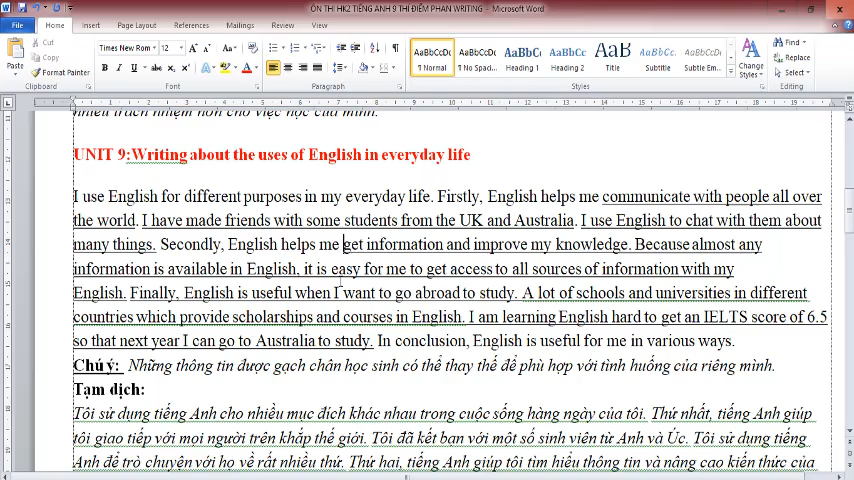 ÔN THI HK2 TIẾNG ANH 9 THÍ ĐIỂM PHAN WRITING - Microsoft Word
File Home Insert Page Layout References Mailings Review View
Cut
Copy
Format Painter
Paste
Times New Rom 12
Clipboard Font Paragraph Styles Editing
AaBbCcDc AaBbCcDc AaBbC AaBbCc AaB AaBbCc. AaBbCcDc
¶ Normal ¶ No Spaci... Heading 1 Heading 2 Title Subtitle Subtle Em...
Change Styles
Find
Replace
Select
nhiều trách nhiệm hơn cho việc học của mình.
UNIT 9:Writing about the uses of English in everyday life
I use English for different purposes in my everyday life. Firstly, English helps me communicate with people all over
the world. I have made friends with some students from the UK and Australia. I use English to chat with them about
many things. Secondly, English helps me get information and improve my knowledge. Because almost any
information is available in English, it is easy for me to get access to all sources of information with my
English. Finally, English is useful when I want to go abroad to study. A lot of schools and universities in different
countries which provide scholarships and courses in English. I am learning English hard to get an IELTS score of 6.5
so that next year I can go to Australia to study. In conclusion, English is useful for me in various ways.
Chú ý: Những thông tin được gạch chân học sinh có thể thay thế để phù hợp với tình huống của riêng mình.
Tạm dịch:
Tôi sử dụng tiếng Anh cho nhiều mục đích khác nhau trong cuộc sống hàng ngày của tôi. Thứ nhất, tiếng Anh giúp
tôi giao tiếp với mọi người trên khắp thế giới. Tôi đã kết bạn với một số sinh viên từ Anh và Úc. Tôi sử dụng tiếng
Anh để trò chuyện với họ về rất nhiều thứ. Thứ hai, tiếng Anh giúp tôi tìm hiểu thông tin và nâng cao kiến thức của